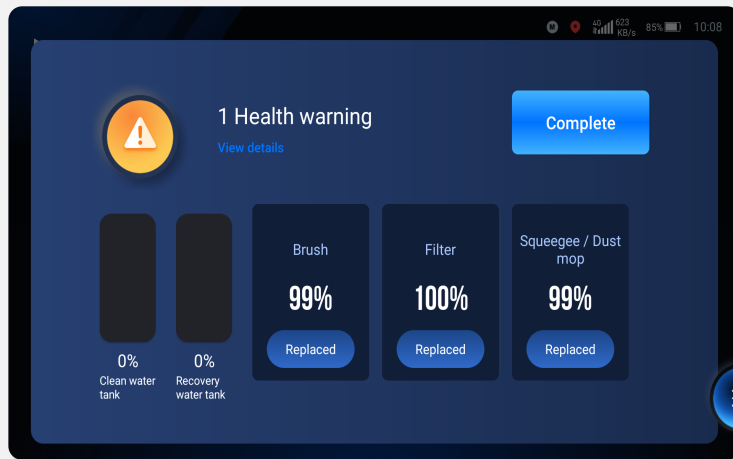 M 4G 623 KB/s 85% 10:08
1 Health warning
View details
Complete
Brush
99%
Replaced
Filter
100%
Replaced
Squeegee / Dust
mop
99%
Replaced
0%
Clean water
tank
0%
Recovery
water tank